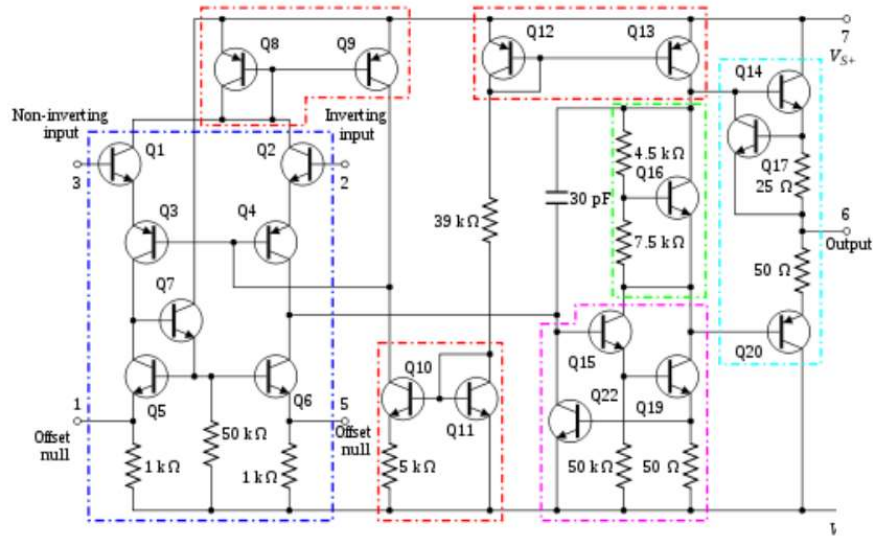 Q12
Q13
Q8
Q9
7
V_S+
Q14
Non-inverting
input
Inverting
input
Q1
Q2
3
2
4.5 kΩ
Q16
Q17
25 Ω
30 pF
6
Output
Q3
Q4
39 kΩ
7.5 kΩ
50 Ω
Q7
Q15
Q20
Q10
Q11
Q22
Q19
Q5
Q6
1
5
Offset
null
Offset
null
50 kΩ
1 kΩ
1 kΩ
5 kΩ
50 kΩ
50 Ω